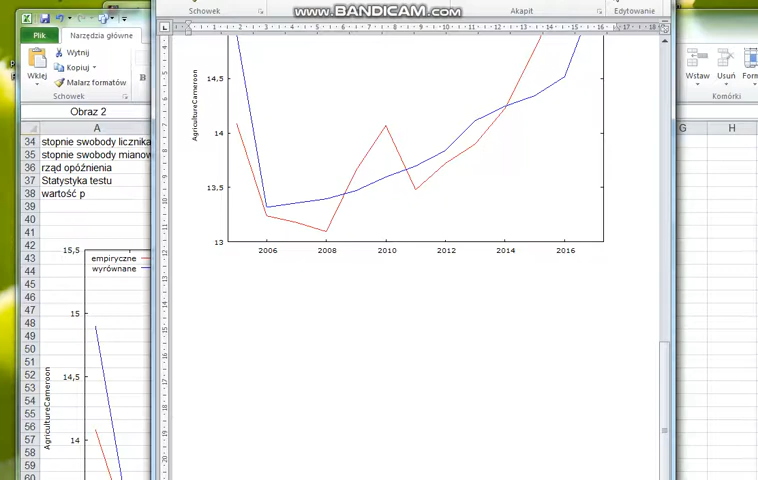 www.BANDICAM.com
Schowek
Akapit
Edytowanie
Plik
Narzędzia główne
Wytnij
Kopiuj
Malarz formatów
Wklej
Schowek
B
Wstaw
Usuń
Form
Komórki
Obraz 2
A
G
H
34 stopnie swobody licznika
35 stopnie swobody mianow
36 rząd opóźnienia
37 Statystyka testu
38 wartość p
39
40
41
42
43
44
45
46
47
48
49
50
51
52
53
54
55
56
57
58
59
60
15,5
empiryczne
wyrównane
15
14,5
14
AgricultureCameroon
14,5
14
13,5
13
AgricultureCameroon
2006 2008 2010 2012 2014 2016